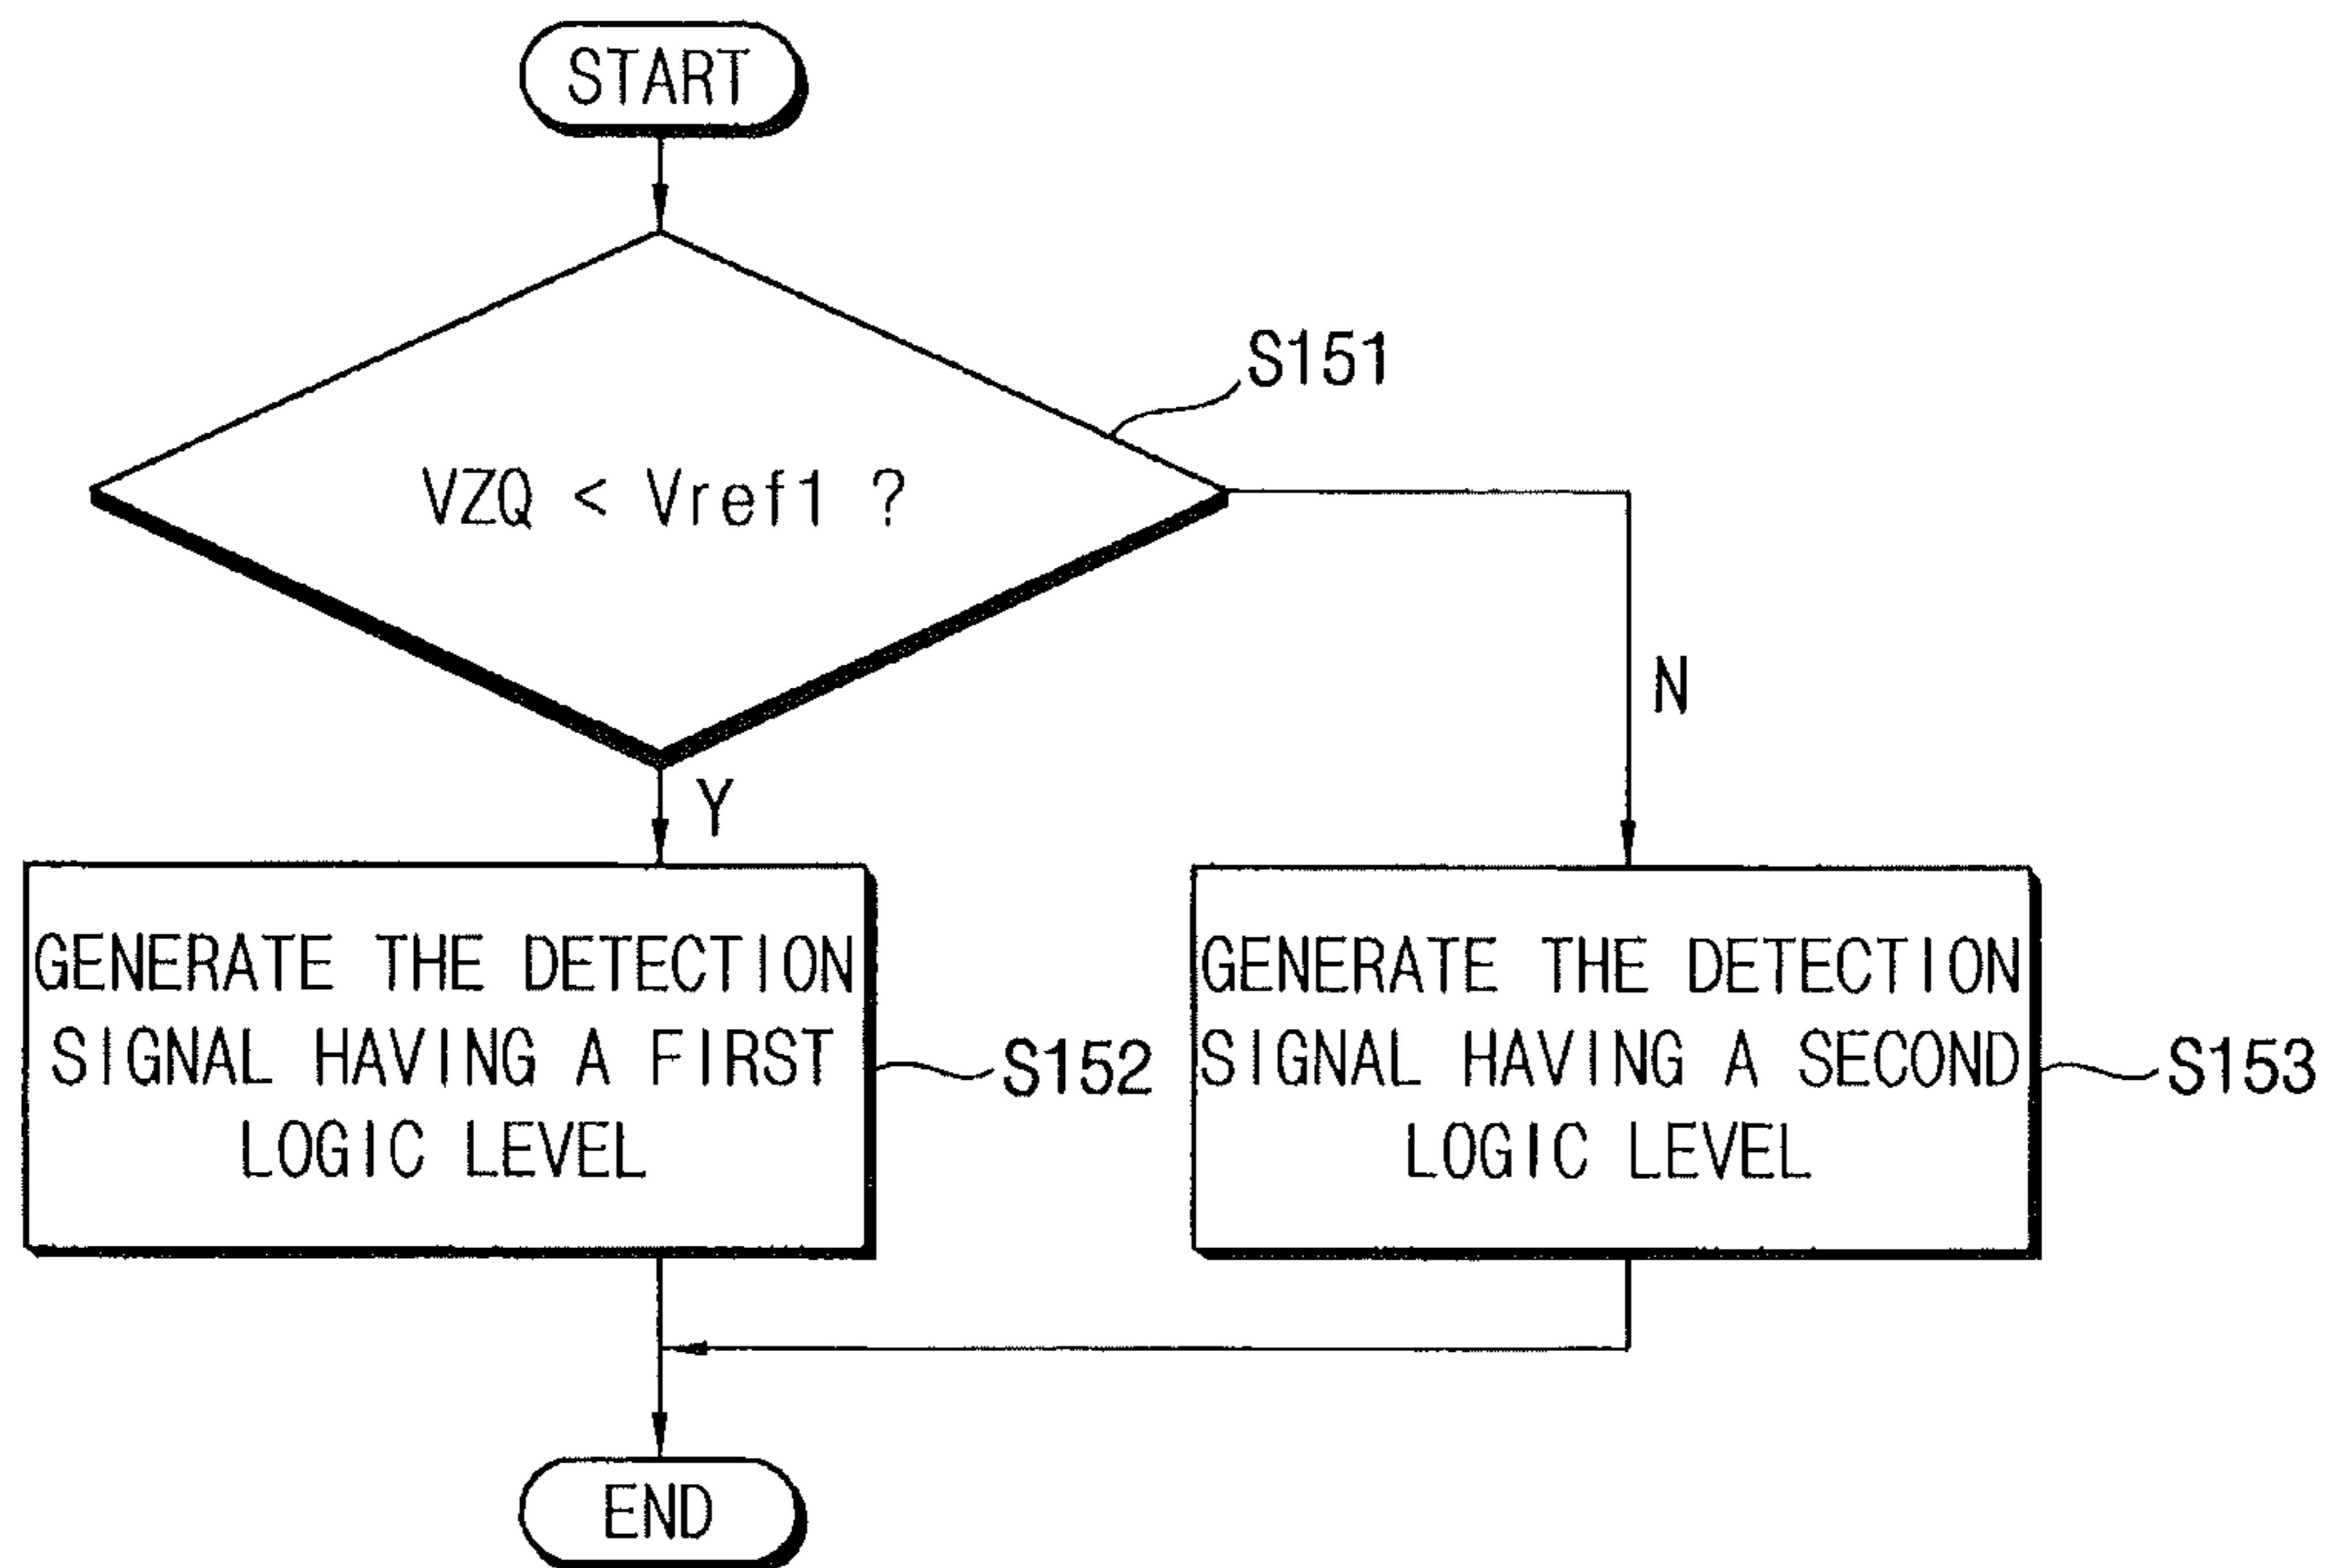 START
S151
VZQ < Vref1 ?
N
Y
GENERATE THE DETECTION
SIGNAL HAVING A FIRST
LOGIC LEVEL
S152
GENERATE THE DETECTION
SIGNAL HAVING A SECOND
LOGIC LEVEL
S153
END